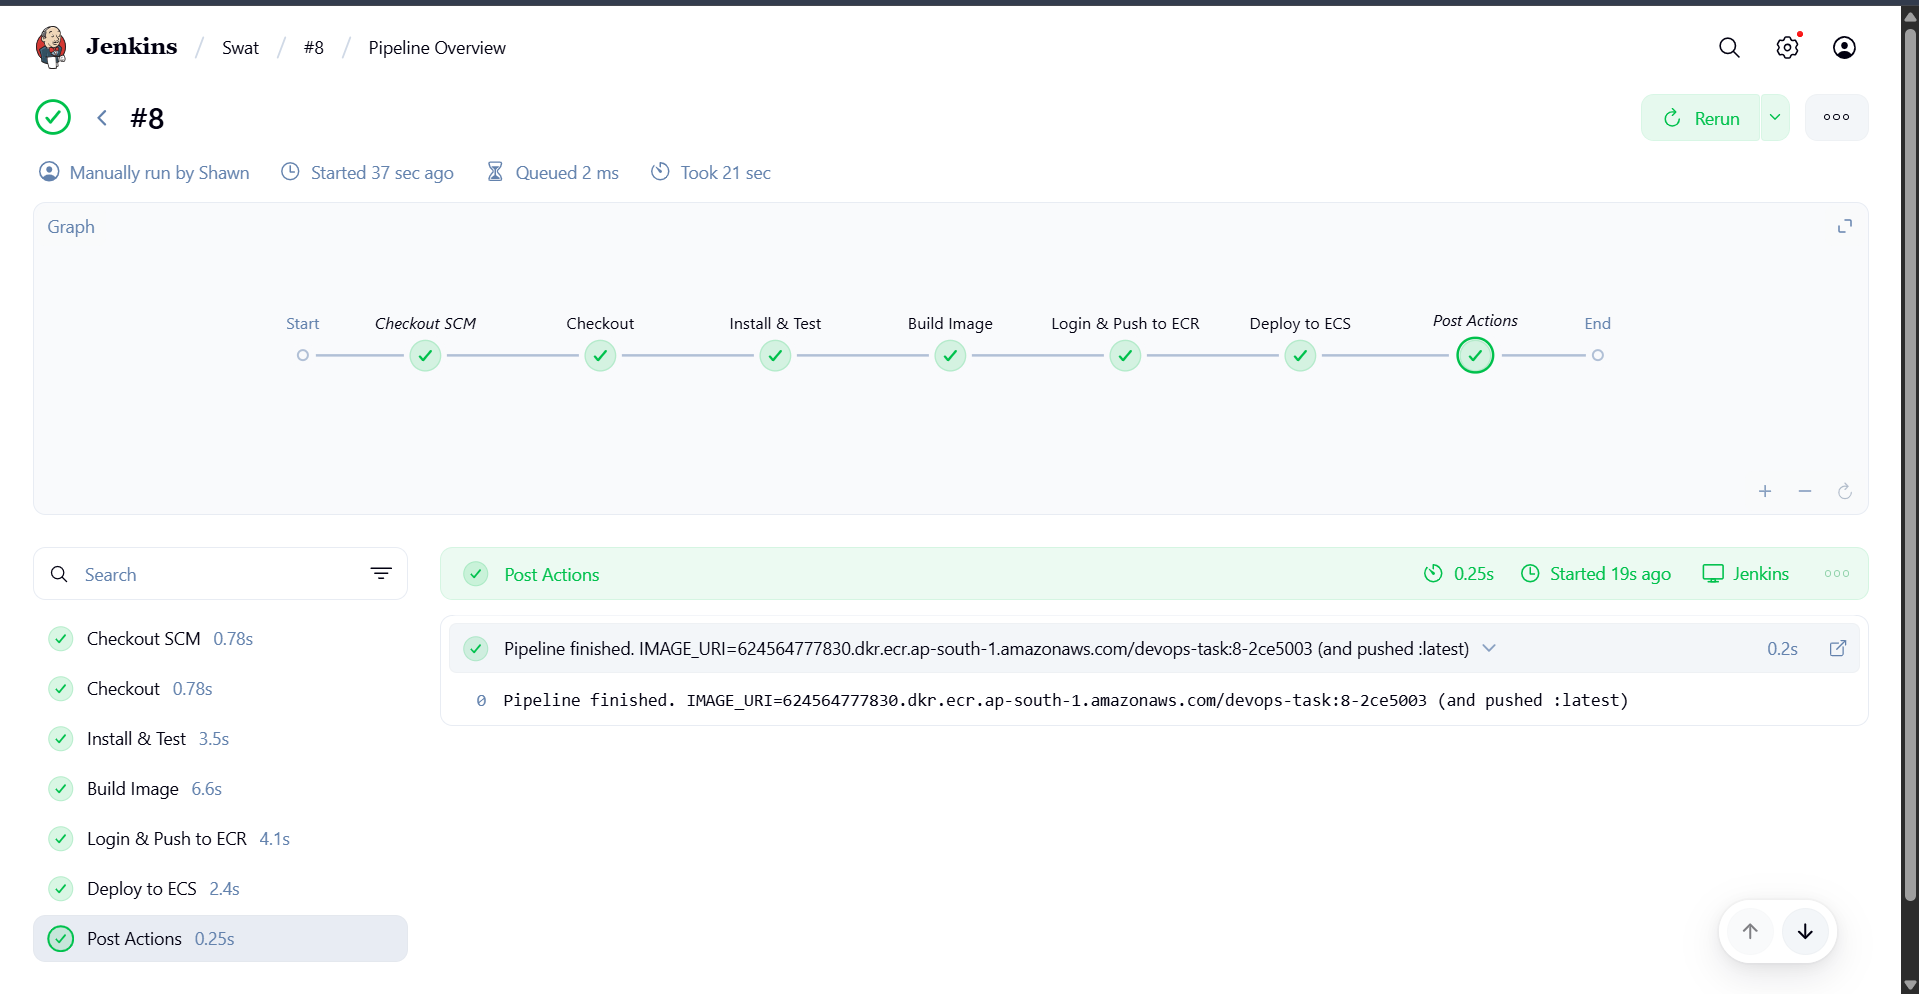 Jenkins / Swat / #8 / Pipeline Overview
#8
Rerun
Manually run by Shawn Started 37 sec ago Queued 2 ms Took 21 sec
Graph
Start Checkout SCM Checkout Install & Test Build Image Login & Push to ECR Deploy to ECS Post Actions End
Search
Checkout SCM 0.78s
Checkout 0.78s
Install & Test 3.5s
Build Image 6.6s
Login & Push to ECR 4.1s
Deploy to ECS 2.4s
Post Actions 0.25s
Post Actions 0.25s Started 19s ago Jenkins
Pipeline finished. IMAGE_URI=624564777830.dkr.ecr.ap-south-1.amazonaws.com/devops-task:8-2ce5003 (and pushed :latest) 0.2s
0 Pipeline finished. IMAGE_URI=624564777830.dkr.ecr.ap-south-1.amazonaws.com/devops-task:8-2ce5003 (and pushed :latest)